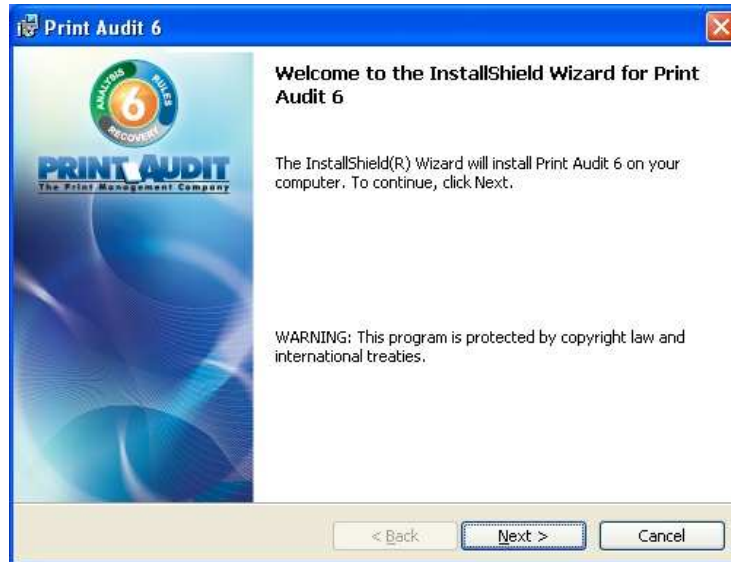 Print Audit 6
ANALYSIS
RULES
6
RECOVERY
PRINT AUDIT
The Print Management Company
Welcome to the InstallShield Wizard for Print
Audit 6
The InstallShield(R) Wizard will install Print Audit 6 on your
computer. To continue, click Next.
WARNING: This program is protected by copyright law and
international treaties.
< Back
Next >
Cancel